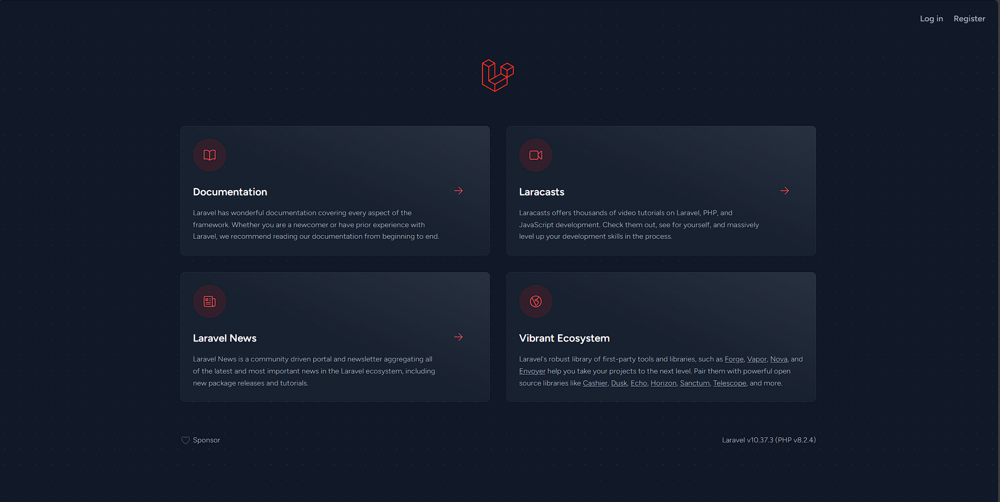 Log in Register
Documentation
Laravel has wonderful documentation covering every aspect of the
framework. Whether you are a newcomer or have prior experience with
Laravel, we recommend reading our documentation from beginning to end.
Laracasts
Laracasts offers thousands of video tutorials on Laravel, PHP, and
JavaScript development. Check them out, see for yourself, and massively
level up your development skills in the process.
Laravel News
Laravel News is a community driven portal and newsletter aggregating all
of the latest and most important news in the Laravel ecosystem, including
new package releases and tutorials.
Vibrant Ecosystem
Laravel's robust library of first-party tools and libraries, such as Forge, Vapor, Nova, and
Envoyer help you take your projects to the next level. Pair them with powerful open
source libraries like Cashier, Dusk, Echo, Horizon, Sanctum, Telescope, and more.
Sponsor
Laravel v10.37.3 (PHP v8.2.4)